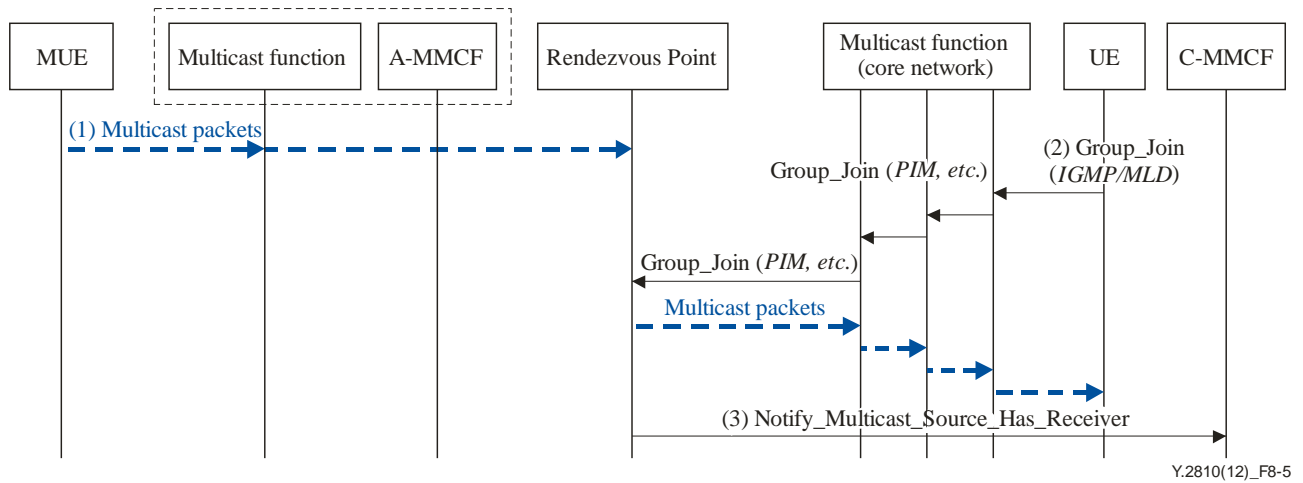 MUE
Multicast function
A-MMCF
Rendezvous Point
Multicast function
(core network)
UE
C-MMCF
(1) Multicast packets
(2) Group_Join
(IGMP/MLD)
Group_Join (PIM, etc.)
Group_Join (PIM, etc.)
Multicast packets
(3) Notify_Multicast_Source_Has_Receiver
Y.2810(12)_F8-5